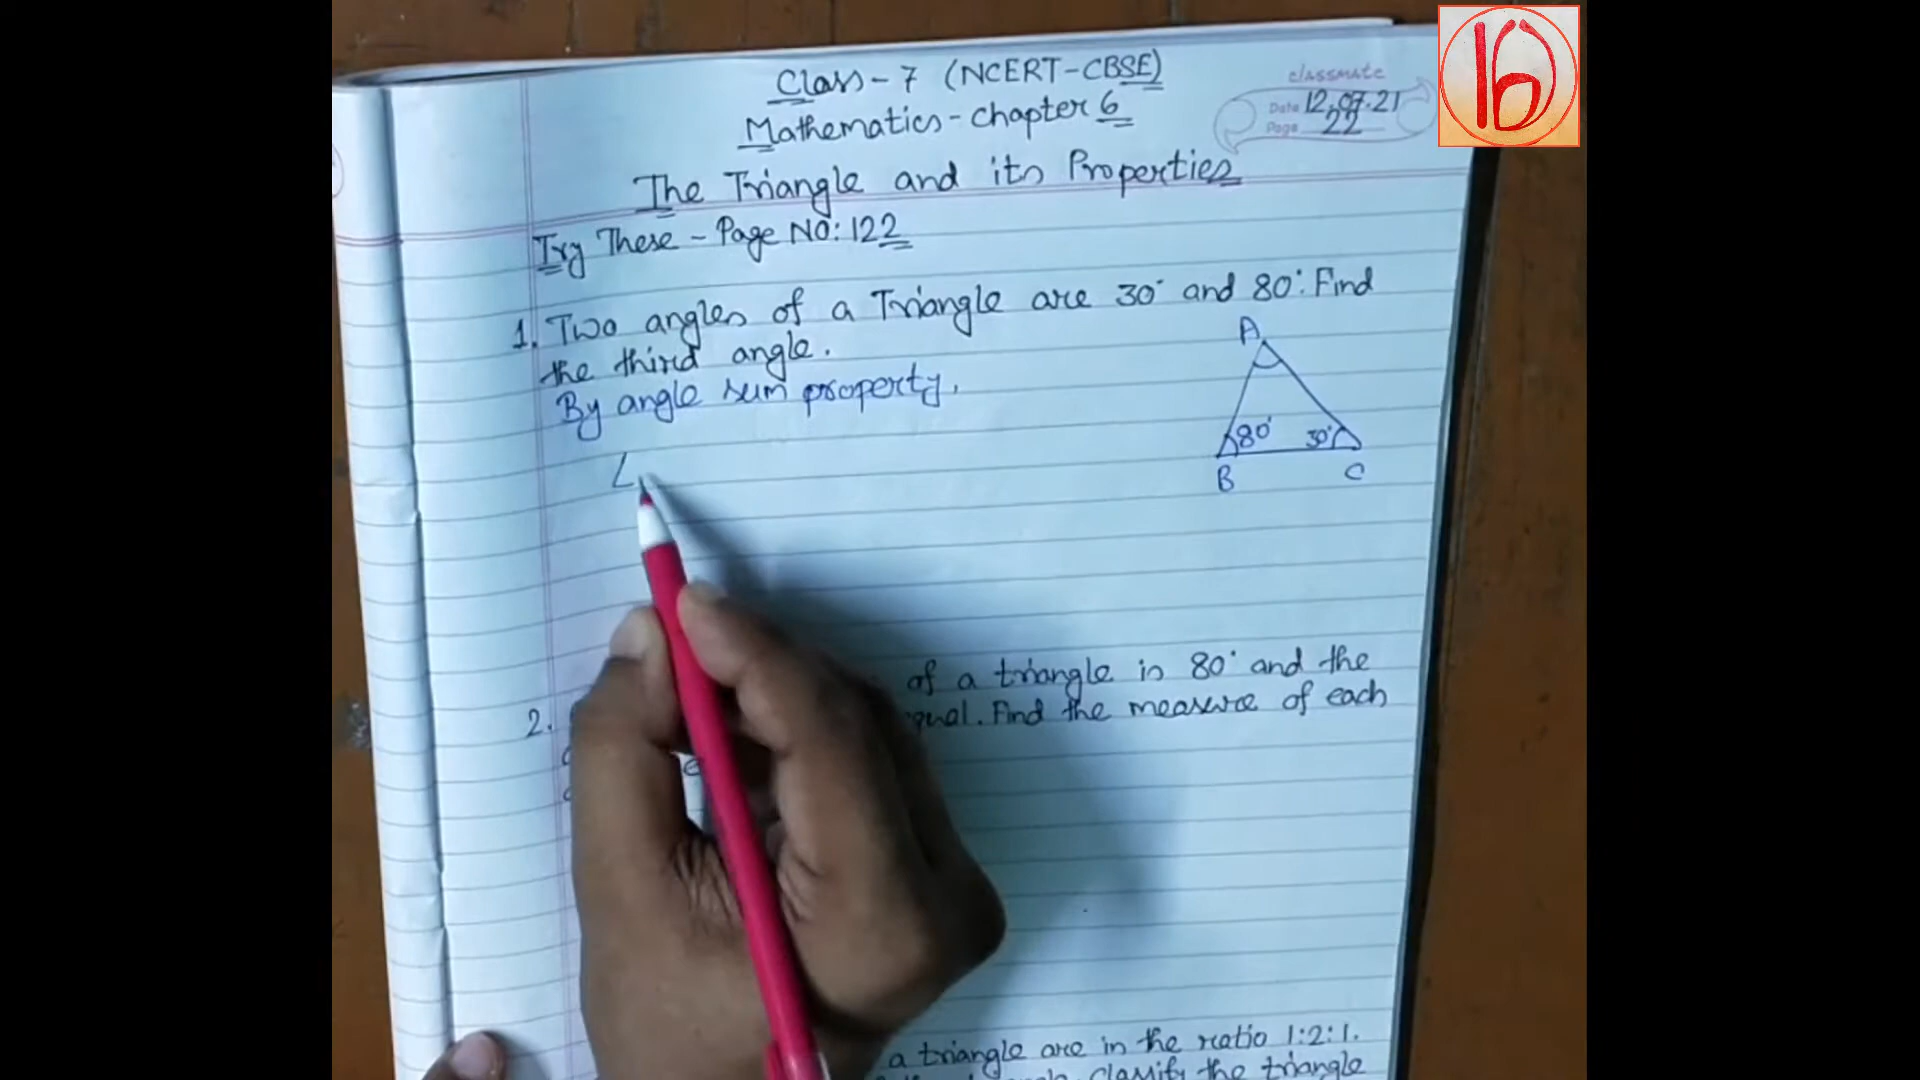 Class - 7 (NCERT-CBSE)
Mathematics - Chapter 6
classmate
Date 12.07.21
Page 22
The Triangle and its Properties
Try These - Page No: 122
1. Two angles of a Triangle are 30° and 80°. Find
the third angle.
By angle sum property,
∠
A
80° 30°
B C
2. of a triangle is 80° and the
Find the measure of each
a triangle are in the ratio 1:2:1.
classify the triangle